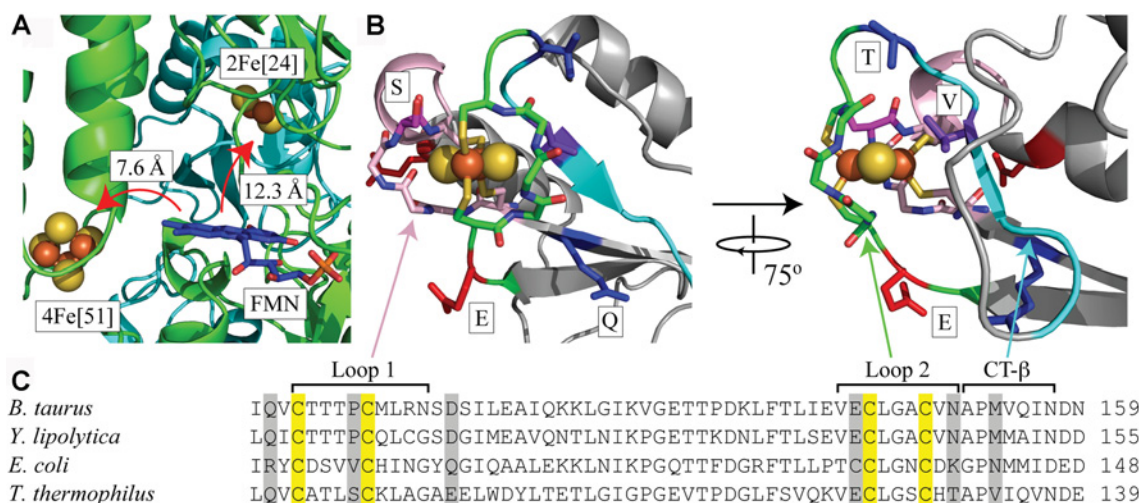 A
B
2Fe[24]
7.6 Å
12.3 Å
4Fe[51]
FMN
S
E
Q
75°
T
V
E
C
Loop 1
Loop 2
CT-β
B. taurus IQVCTTTPCMLRNSDSILEAIQKKLGIKVGETTPDKLFTLIEVECLGACVNAPMVQINDN 159
Y. lipolytica LQICTTTPCQLCGSDGIMEAVQNTLNIKPGETTKDNLFTLSEVECLGACVNAPMMAINDD 155
E. coli IRYCDSVVCHINGYQGIQAALEKKLNIKPGQTTFDGRFTLLPTCCLGNCDKGPNMMIDED 148
T. thermophilus LQVCATLSCKLAGAEELWDYLTETLGIGPGEVTPDGLFSVQKVECLGSCHTAPVIQVNDE 139